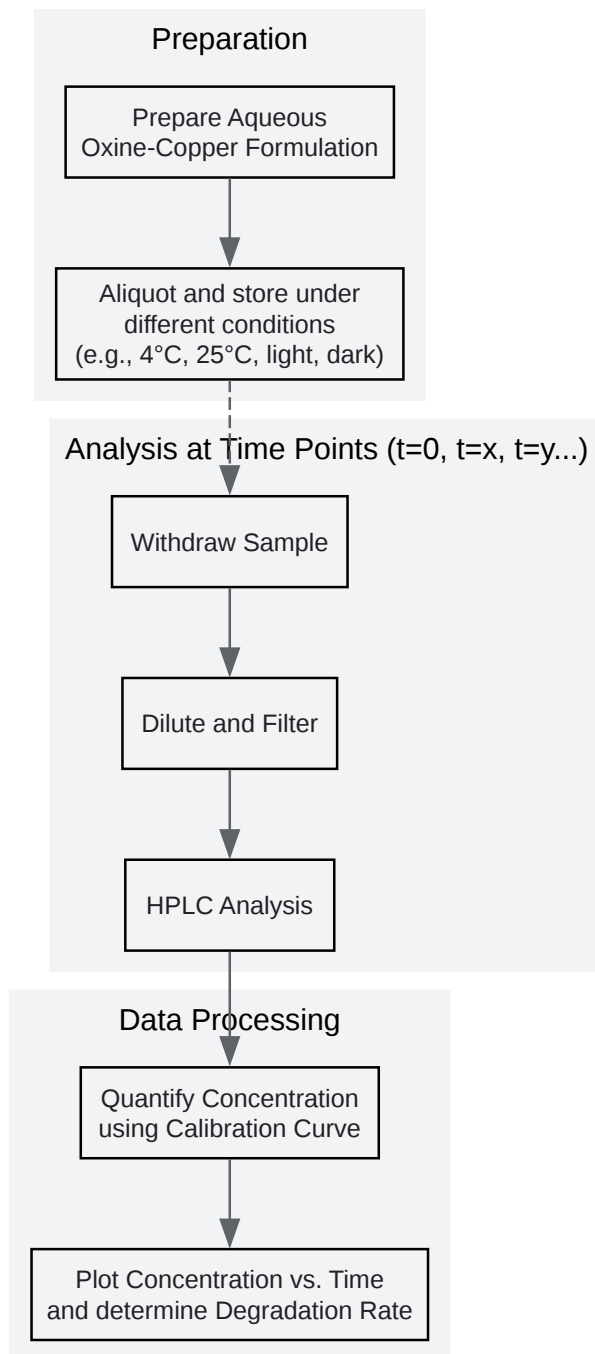 Preparation
Prepare Aqueous
Oxine-Copper Formulation
Aliquot and store under
different conditions
(e.g., 4°C, 25°C, light, dark)
Analysis at Time Points (t=0, t=x, t=y...)
Withdraw Sample
Dilute and Filter
HPLC Analysis
Data Processing
Quantify Concentration
using Calibration Curve
Plot Concentration vs. Time
and determine Degradation Rate